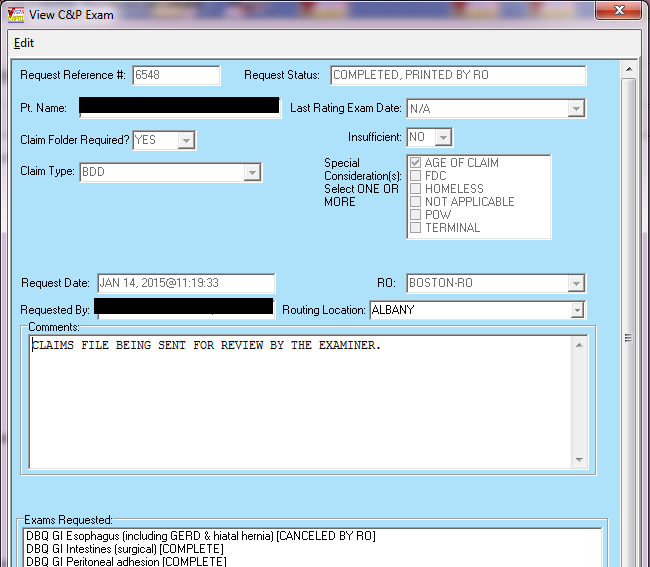 View C&P Exam
Edit
Request Reference #: 6548 Request Status: COMPLETED, PRINTED BY RO
Pt. Name: Last Rating Exam Date: N/A
Claim Folder Required? YES Insufficient: NO
Claim Type: BDD
Special
Consideration(s):
Select ONE OR
MORE
AGE OF CLAIM
FDC
HOMELESS
NOT APPLICABLE
POW
TERMINAL
Request Date: JAN 14, 2015@11:19:33 RO: BOSTON-RO
Requested By: Routing Location: ALBANY
Comments:
CLAIMS FILE BEING SENT FOR REVIEW BY THE EXAMINER.
Exams Requested:
DBQ GI Esophagus (including GERD & hiatal hernia) [CANCELED BY RO]
DBQ GI Intestines (surgical) [COMPLETE]
DBQ GI Peritoneal adhesion [COMPLETE]